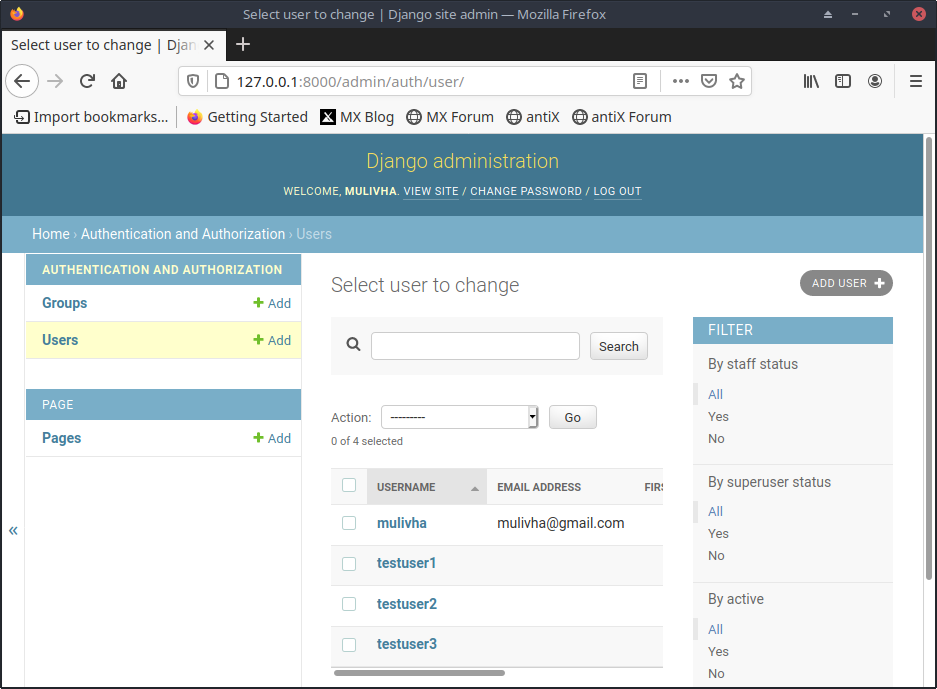 Select user to change | Django site admin — Mozilla Firefox
Select user to change | Djan
127.0.0.1:8000/admin/auth/user/
Import bookmarks... Getting Started MX Blog MX Forum antiX antiX Forum
Django administration
WELCOME, MULIVHA. VIEW SITE / CHANGE PASSWORD / LOG OUT
Home › Authentication and Authorization › Users
AUTHENTICATION AND AUTHORIZATION
Groups + Add
Users + Add
PAGE
Pages + Add
«
Select user to change
ADD USER +
Search
Action: --------- Go
0 of 4 selected
USERNAME EMAIL ADDRESS FIRS
mulivha mulivha@gmail.com
testuser1
testuser2
testuser3
FILTER
By staff status
All
Yes
No
By superuser status
All
Yes
No
By active
All
Yes
No